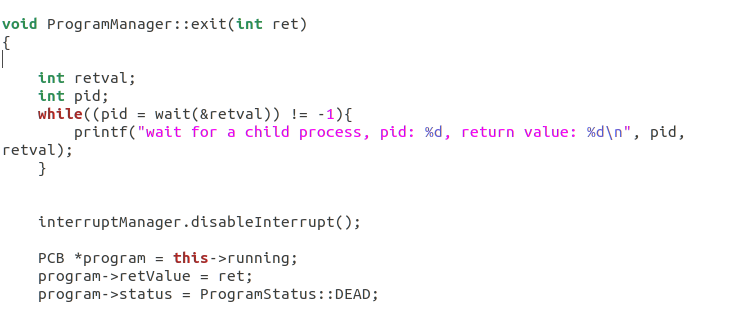 void ProgramManager::exit(int ret)
{
    int retval;
    int pid;
    while((pid = wait(&retval)) != -1){
        printf("wait for a child process, pid: %d, return value: %d\n", pid,
retval);
    }
    interruptManager.disableInterrupt();
    PCB *program = this->running;
    program->retValue = ret;
    program->status = ProgramStatus::DEAD;